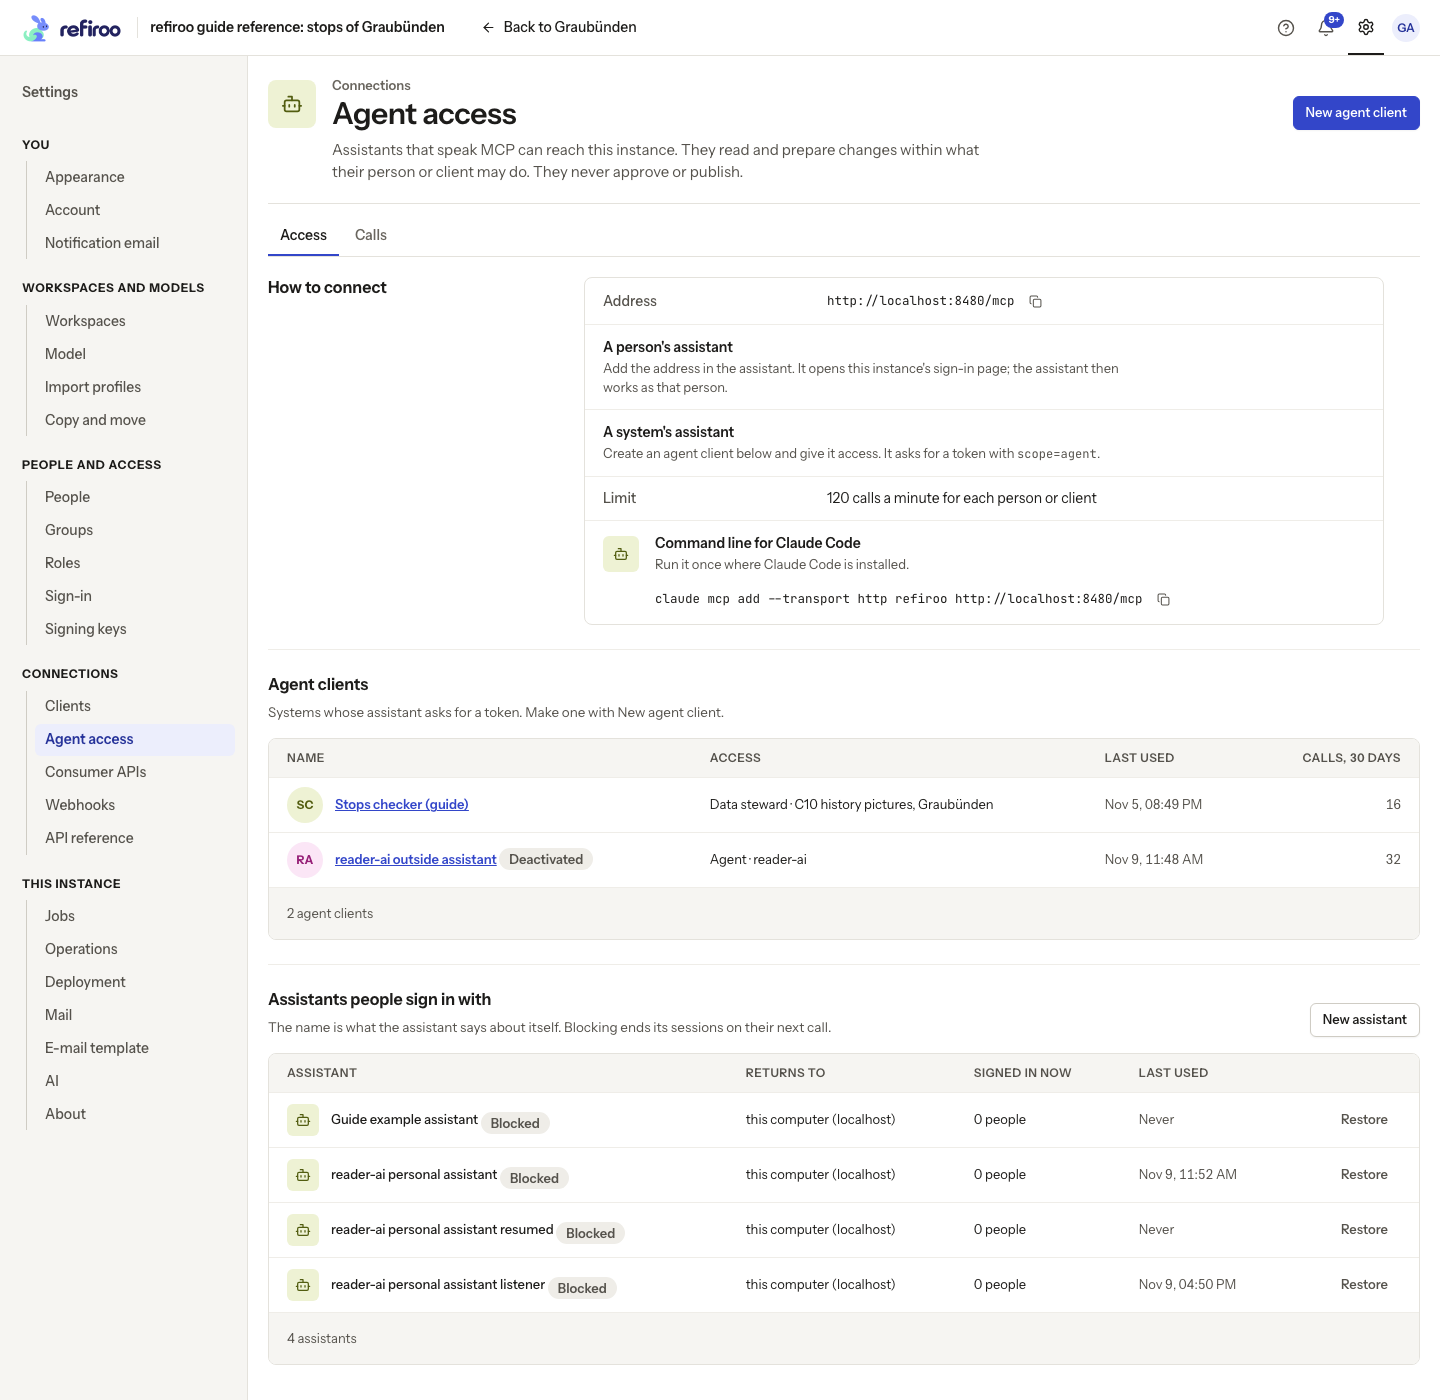 refiroo
refiroo guide reference: stops of Graubünden
Back to Graubünden
9+
GA
Settings
YOU
Appearance
Account
Notification email
WORKSPACES AND MODELS
Workspaces
Model
Import profiles
Copy and move
PEOPLE AND ACCESS
People
Groups
Roles
Sign-in
Signing keys
CONNECTIONS
Clients
Agent access
Consumer APIs
Webhooks
API reference
THIS INSTANCE
Jobs
Operations
Deployment
Mail
E-mail template
AI
About
Connections
Agent access
Assistants that speak MCP can reach this instance. They read and prepare changes within what
their person or client may do. They never approve or publish.
New agent client
Access Calls
How to connect
Address http://localhost:8480/mcp
A person's assistant
Add the address in the assistant. It opens this instance's sign-in page; the assistant then
works as that person.
A system's assistant
Create an agent client below and give it access. It asks for a token with scope=agent.
Limit 120 calls a minute for each person or client
Command line for Claude Code
Run it once where Claude Code is installed.
claude mcp add --transport http refiroo http://localhost:8480/mcp
Agent clients
Systems whose assistant asks for a token. Make one with New agent client.
NAME ACCESS LAST USED CALLS, 30 DAYS
SC Stops checker (guide) Data steward · C10 history pictures, Graubünden Nov 5, 08:49 PM 16
RA reader-ai outside assistant Deactivated Agent · reader-ai Nov 9, 11:48 AM 32
2 agent clients
Assistants people sign in with
The name is what the assistant says about itself. Blocking ends its sessions on their next call.
New assistant
ASSISTANT RETURNS TO SIGNED IN NOW LAST USED
Guide example assistant Blocked this computer (localhost) 0 people Never Restore
reader-ai personal assistant Blocked this computer (localhost) 0 people Nov 9, 11:52 AM Restore
reader-ai personal assistant resumed Blocked this computer (localhost) 0 people Never Restore
reader-ai personal assistant listener Blocked this computer (localhost) 0 people Nov 9, 04:50 PM Restore
4 assistants